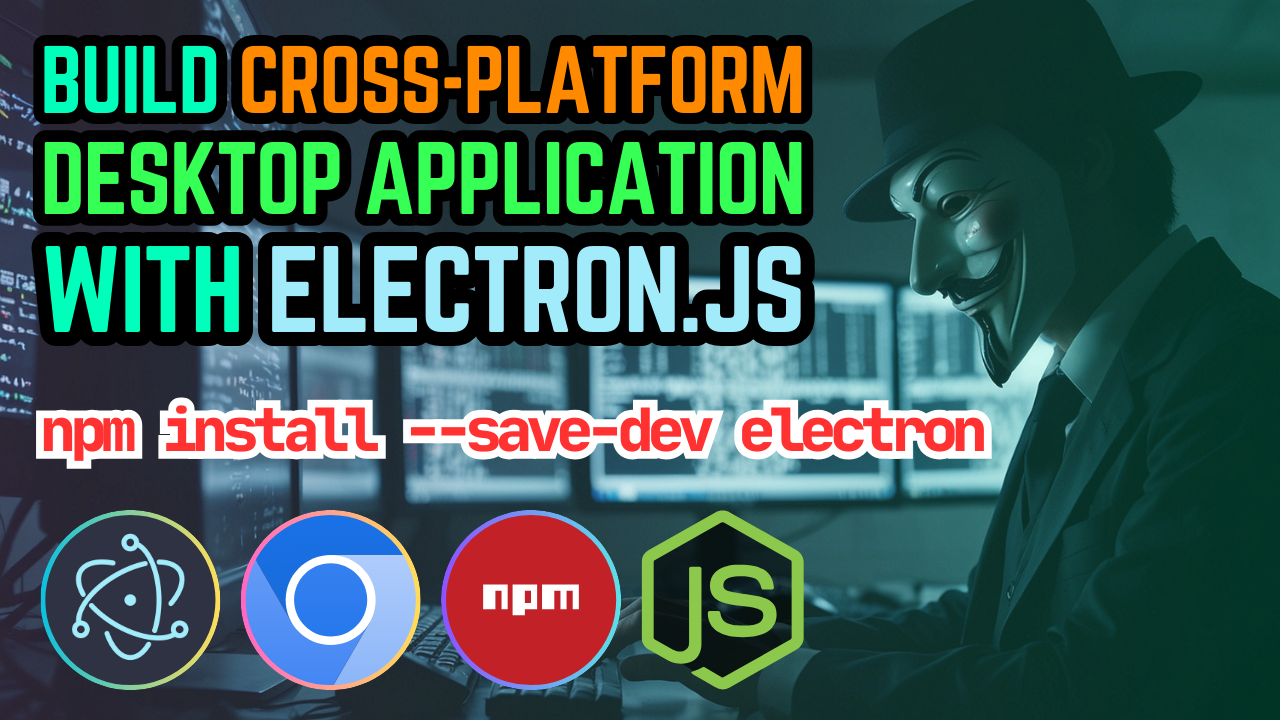 BUILD CROSS-PLATFORM
DESKTOP APPLICATION
WITH ELECTRON.JS
npm install --save-dev electron
npm
JS